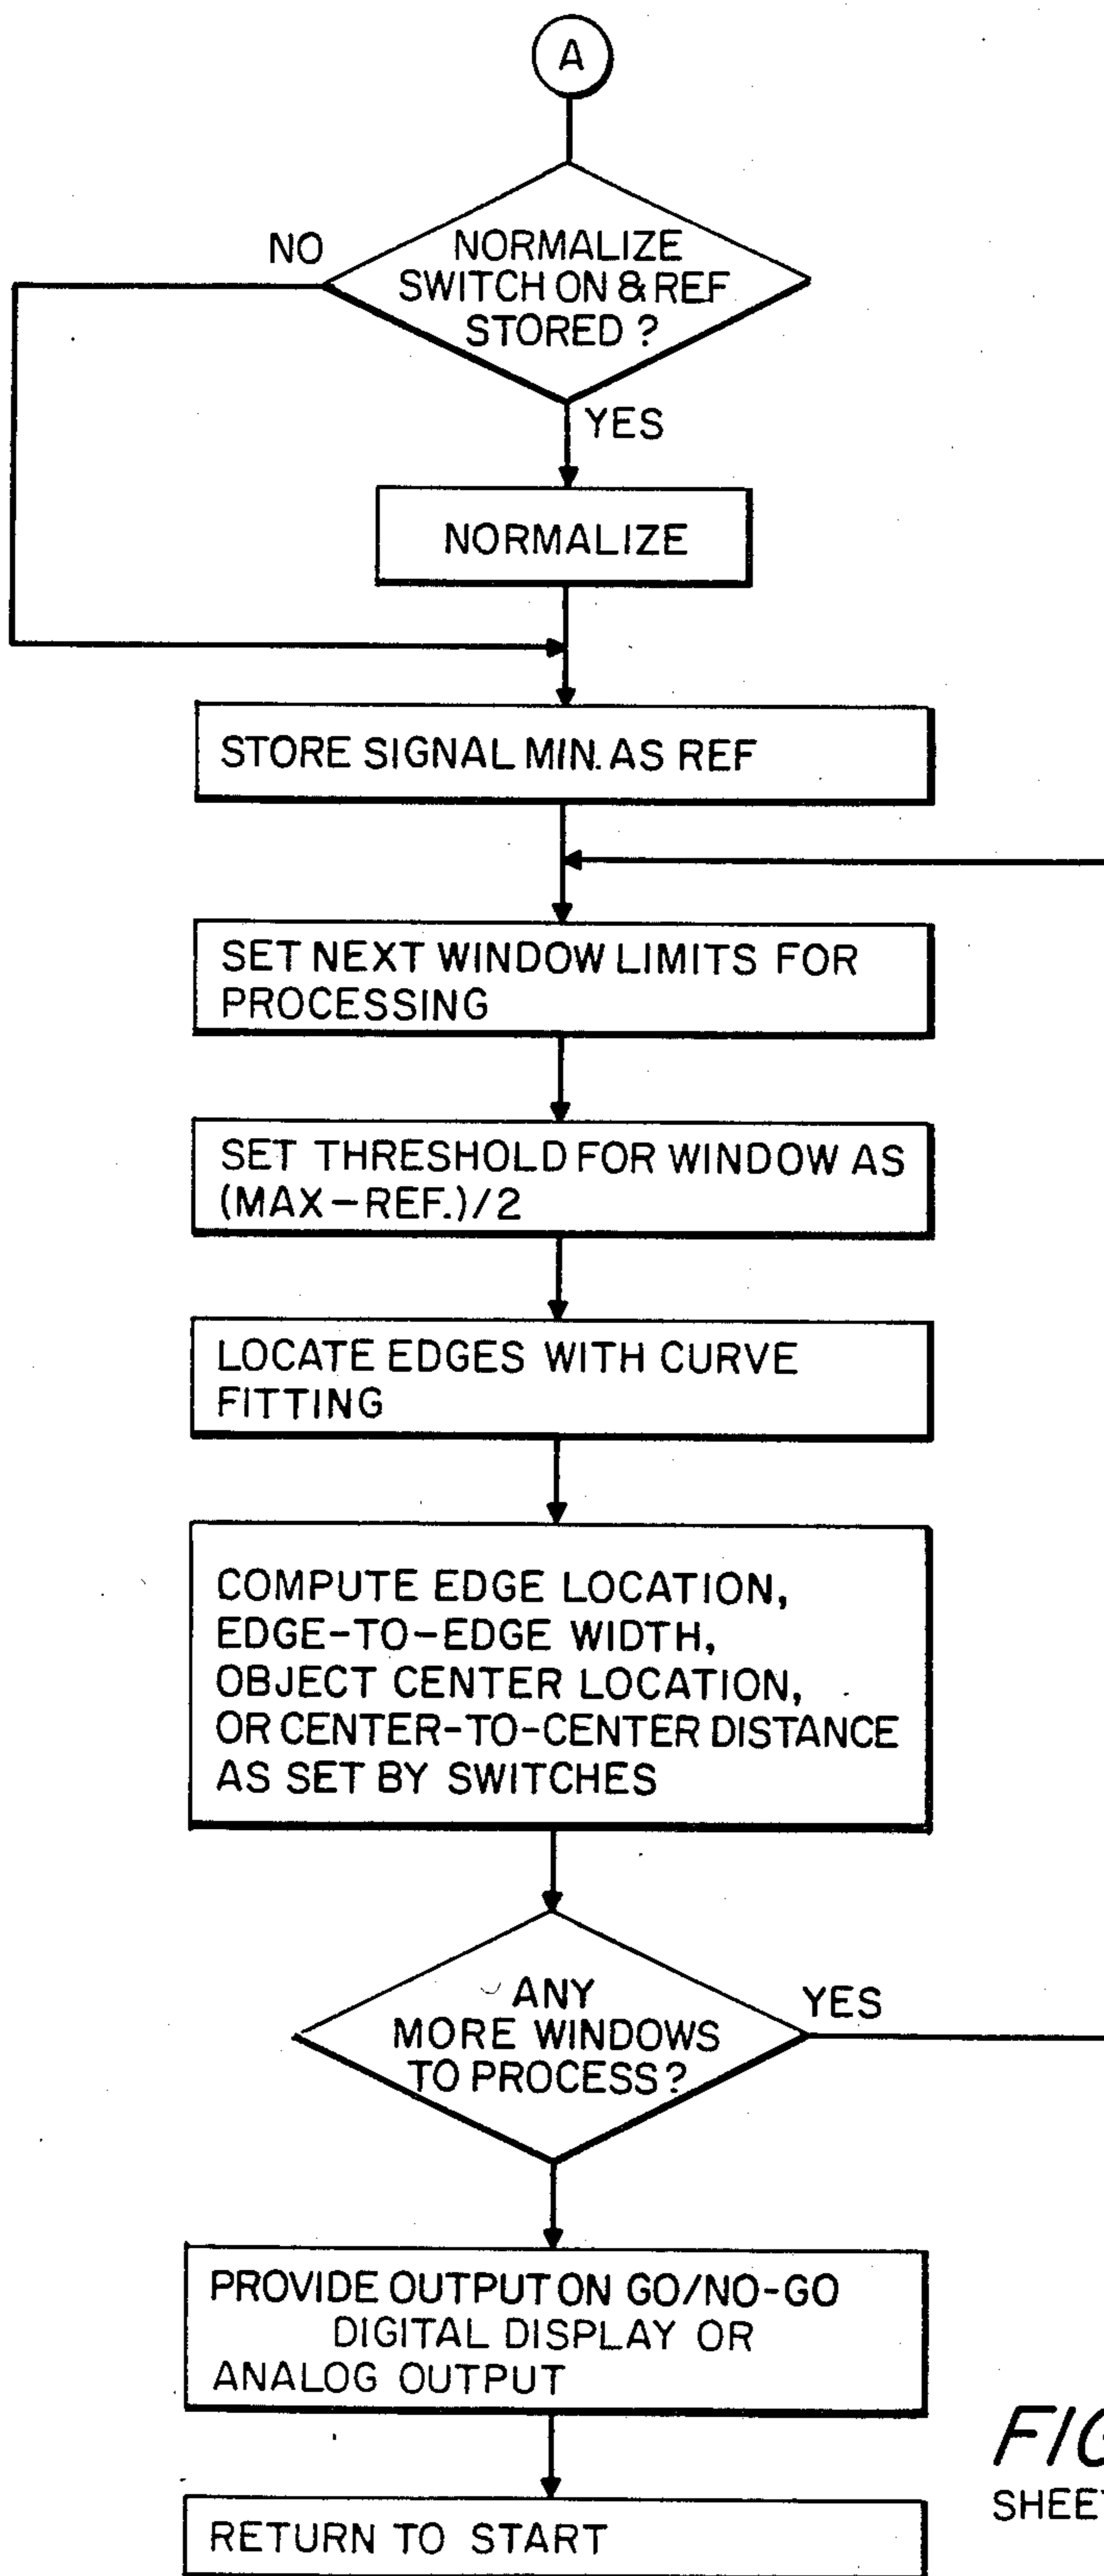 A
NO
NORMALIZE
SWITCH ON & REF
STORED ?
YES
NORMALIZE
STORE SIGNAL MIN. AS REF
SET NEXT WINDOW LIMITS FOR
PROCESSING
SET THRESHOLD FOR WINDOW AS
(MAX-REF.)/2
LOCATE EDGES WITH CURVE
FITTING
COMPUTE EDGE LOCATION,
EDGE-TO-EDGE WIDTH,
OBJECT CENTER LOCATION,
OR CENTER-TO-CENTER DISTANCE
AS SET BY SWITCHES
ANY
MORE WINDOWS
TO PROCESS?
YES
PROVIDE OUTPUT ON GO/NO-GO
DIGITAL DISPLAY OR
ANALOG OUTPUT
RETURN TO START
FIG
SHEET